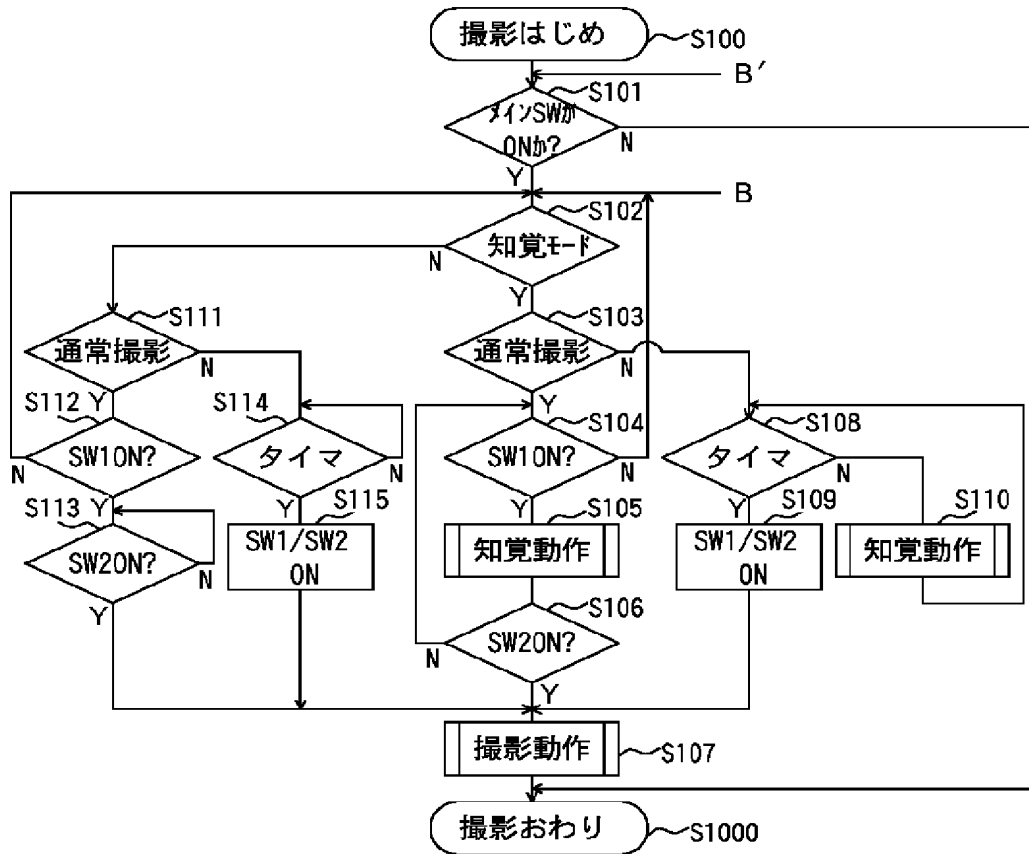 撮影はじめ
S100
B′
S101
メインSWが
ONか?
N
Y
B
S102
知覚モード
N
Y
S111
S103
通常撮影
N
通常撮影
N
Y
Y
S112
S114
S104
S108
SW1ON?
N
タイマ
N
SW1ON?
N
タイマ
N
Y
Y
Y
Y
S113
S115
S105
S109
S110
SW2ON?
N
SW1/SW2
ON
知覚動作
SW1/SW2
ON
知覚動作
Y
S106
SW2ON?
N
Y
撮影動作
S107
撮影おわり
S1000